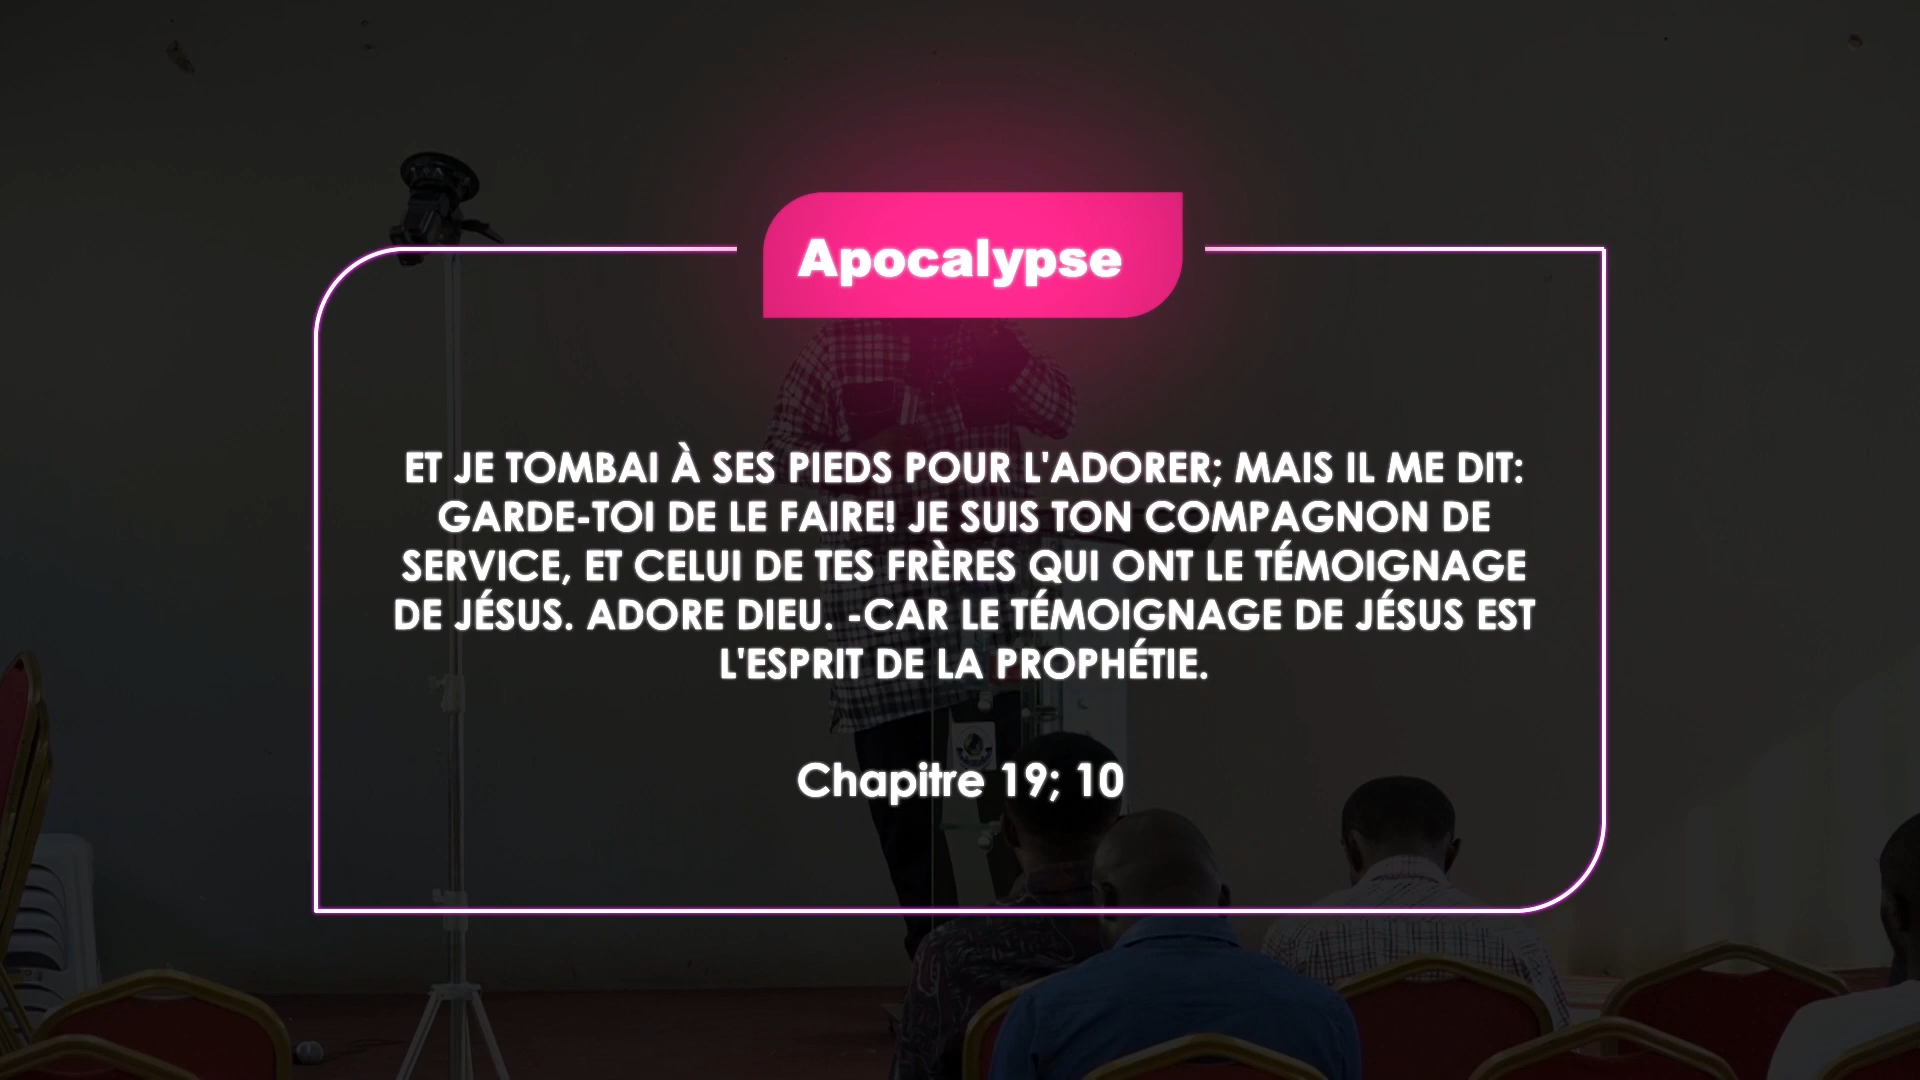 Apocalypse
ET JE TOMBAI À SES PIEDS POUR L'ADORER; MAIS IL ME DIT:
GARDE-TOI DE LE FAIRE! JE SUIS TON COMPAGNON DE
SERVICE, ET CELUI DE TES FRÈRES QUI ONT LE TÉMOIGNAGE
DE JÉSUS. ADORE DIEU. -CAR LE TÉMOIGNAGE DE JÉSUS EST
L'ESPRIT DE LA PROPHÉTIE.
Chapitre 19; 10